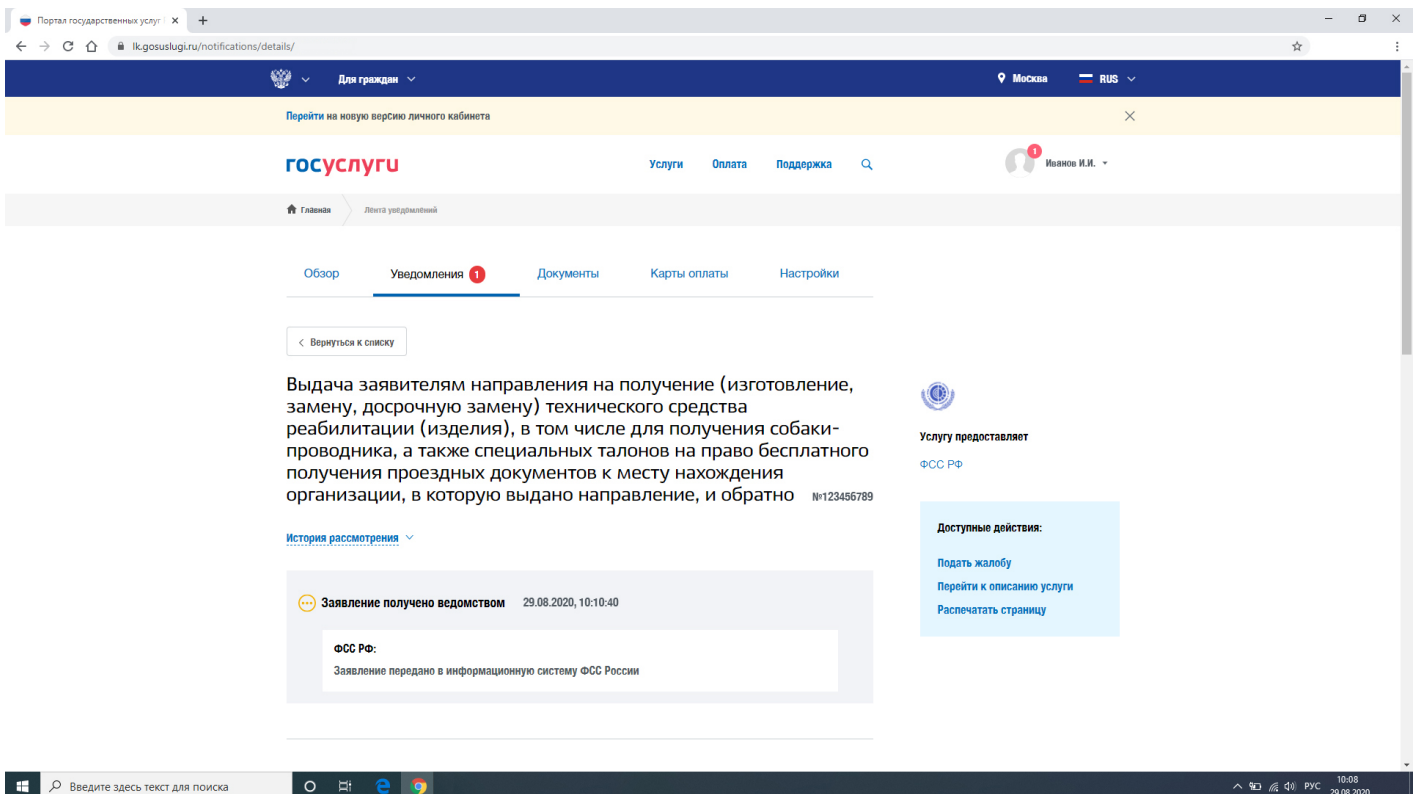 Портал государственных услуг
lk.gosuslugi.ru/notifications/details/
Для граждан
Москва
RUS
Перейти на новую версию личного кабинета
госуслуги
Услуги
Оплата
Поддержка
1
Иванов И.И.
Главная
Лента уведомлений
Обзор
Уведомления 1
Документы
Карты оплаты
Настройки
Вернуться к списку
Выдача заявителям направления на получение (изготовление,
замену, досрочную замену) технического средства
реабилитации (изделия), в том числе для получения собаки-
проводника, а также специальных талонов на право бесплатного
получения проездных документов к месту нахождения
организации, в которую выдано направление, и обратно №123456789
История рассмотрения
Заявление получено ведомством 29.08.2020, 10:10:40
ФСС РФ:
Заявление передано в информационную систему ФСС России
Услугу предоставляет
ФСС РФ
Доступные действия:
Подать жалобу
Перейти к описанию услуги
Распечатать страницу
Введите здесь текст для поиска
РУС
10:08
29.08.2020